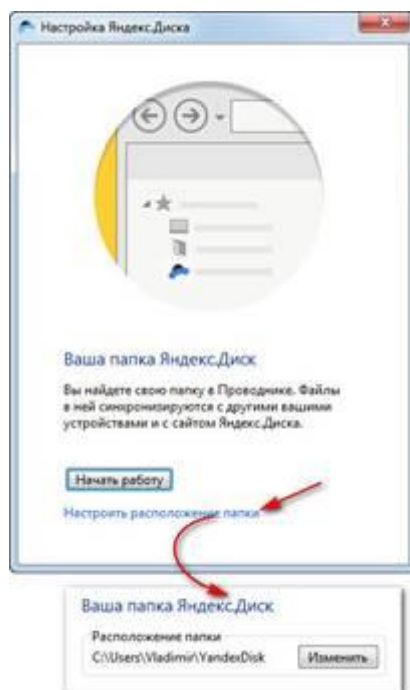 Настройка Яндекс.Диска
Ваша папка Яндекс.Диск
Вы найдете свою папку в Проводнике. Файлы
в ней синхронизируются с другими вашими
устройствами и с сайтом Яндекс.Диска.
Начать работу
Настроить расположение папки
Ваша папка Яндекс.Диск
Расположение папки
C:\Users\Vladimir\YandexDisk
Изменить